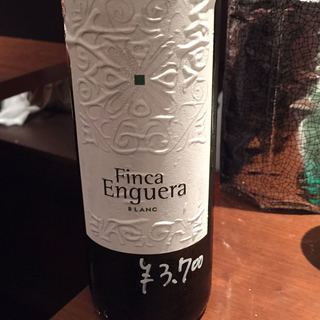 Finca
Enguera
BLANC
¥3.700